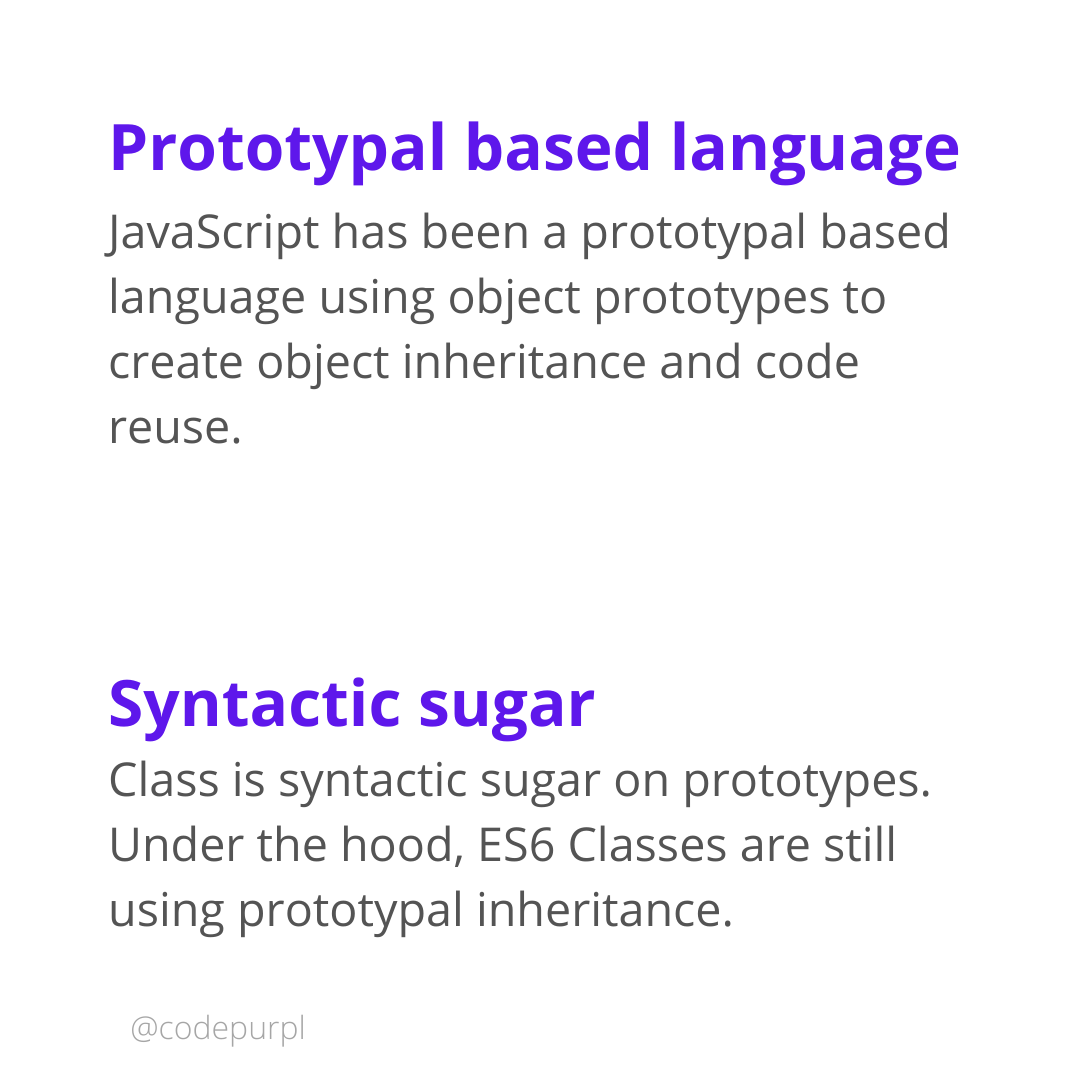 Prototypal based language
JavaScript has been a prototypal based
language using object prototypes to
create object inheritance and code
reuse.
Syntactic sugar
Class is syntactic sugar on prototypes.
Under the hood, ES6 Classes are still
using prototypal inheritance.
@codepurpl